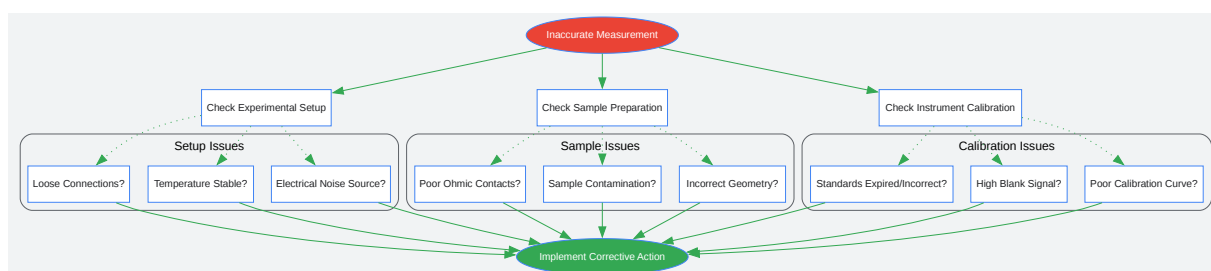 Inaccurate Measurement
Check Experimental Setup
Check Sample Preparation
Check Instrument Calibration
Setup Issues
Sample Issues
Calibration Issues
Loose Connections?
Temperature Stable?
Electrical Noise Source?
Poor Ohmic Contacts?
Sample Contamination?
Incorrect Geometry?
Standards Expired/Incorrect?
High Blank Signal?
Poor Calibration Curve?
Implement Corrective Action